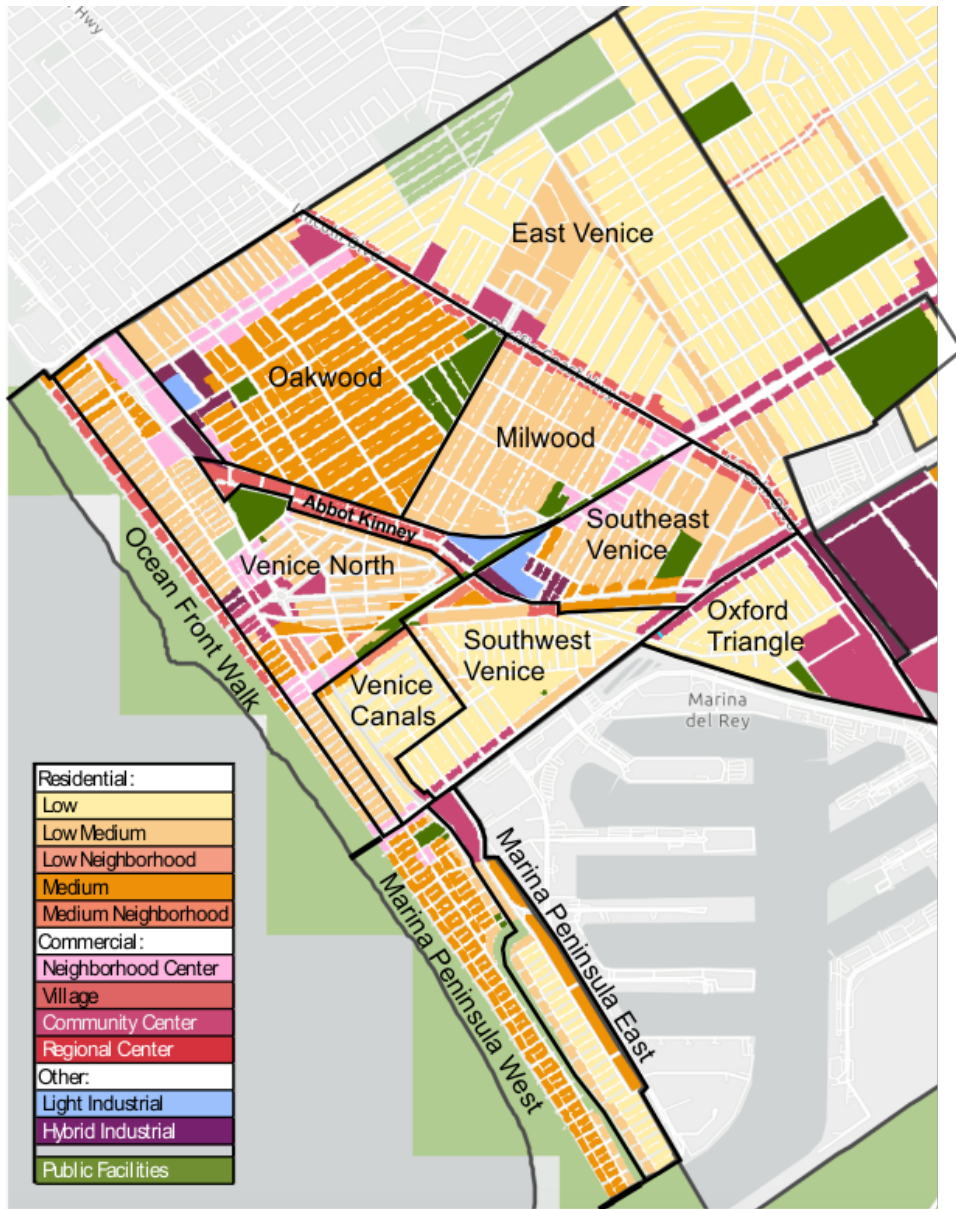 Hwy
East Venice
Oakwood
Milwood
Abbot Kinney
Southeast
Venice
Venice North
Ocean Front Walk
Oxford
Triangle
Southwest
Venice
Venice
Canals
Marina
del Rey
Residential:
Low
Low Medium
Low Neighborhood
Medium
Medium Neighborhood
Commercial:
Neighborhood Center
Village
Community Center
Regional Center
Other:
Light Industrial
Hybrid Industrial
Public Facilities
Marina Peninsula East
Marina Peninsula West